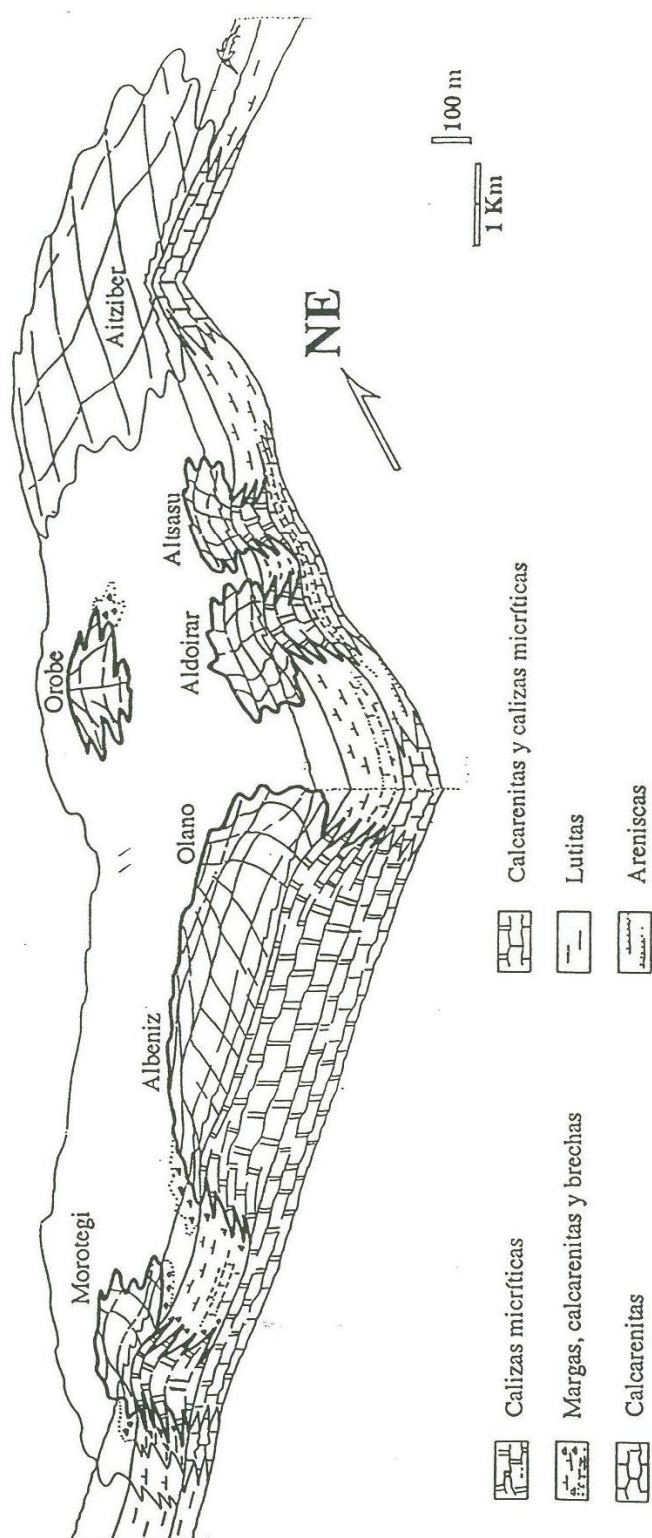 Morotegi
Albeniz
Olano
Orobe
Aldoirar
Altsasu
Aitziber
NE
1 Km
100 m
Calizas micríticas
Margas, calcarenitas y brechas
Calcarenitas
Calcarenitas y calizas micríticas
Lutitas
Areniscas